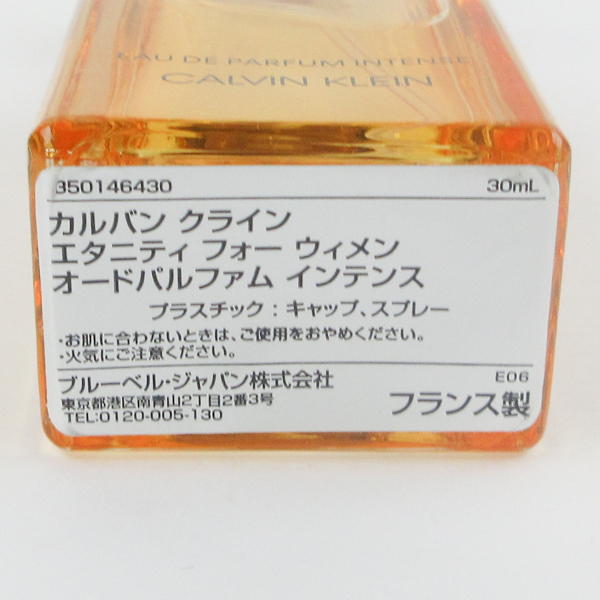 EAU DE PARFUM INTENSE
CALVIN KLEIN
350146430 30mL
カルバン クライン
エタニティ フォー ウィメン
オードパルファム インテンス
プラスチック : キャップ、スプレー
・お肌に合わないときは、ご使用をおやめください。
・火気にご注意ください。
ブルーベル・ジャパン株式会社 E06
東京都港区南青山2丁目2番3号
TEL:0120-005-130 フランス製